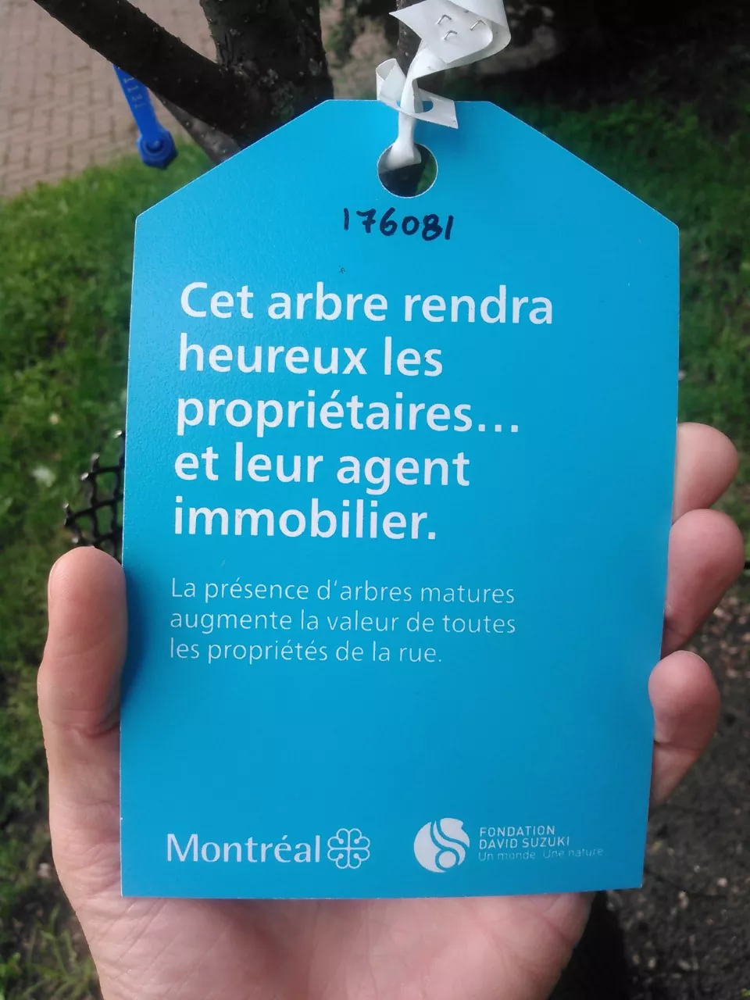 176081
Cet arbre rendra
heureux les
propriétaires...
et leur agent
immobilier.
La présence d'arbres matures
augmente la valeur de toutes
les propriétés de la rue.
Montréal
FONDATION
DAVID SUZUKI
Un monde. Une nature